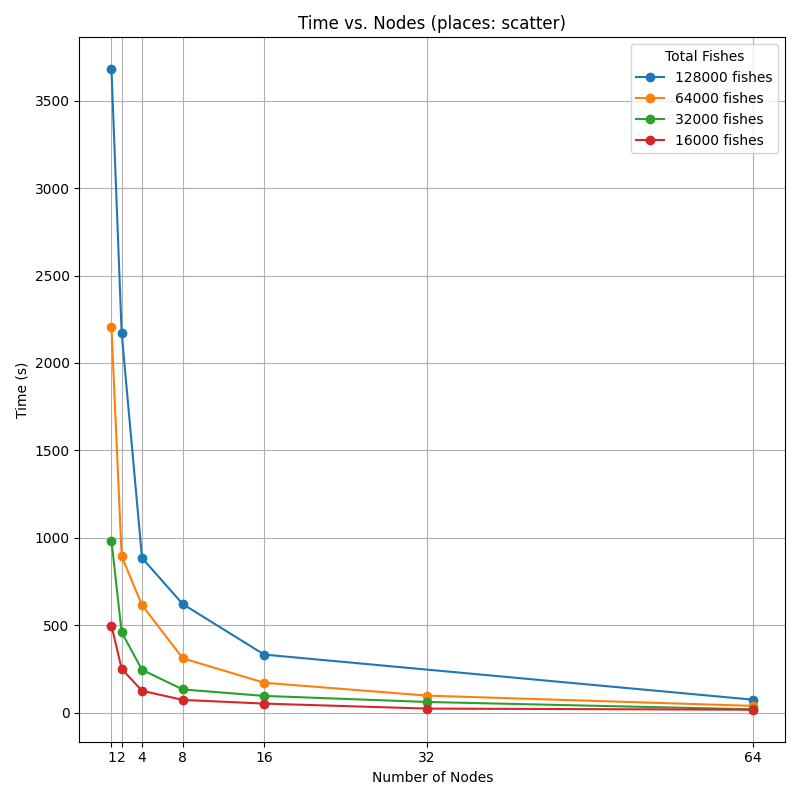 Time vs. Nodes (places: scatter)
Total Fishes
128000 fishes
64000 fishes
32000 fishes
16000 fishes
3500
3000
2500
2000
1500
1000
500
0
Time (s)
1 2 4 8 16 32 64
Number of Nodes